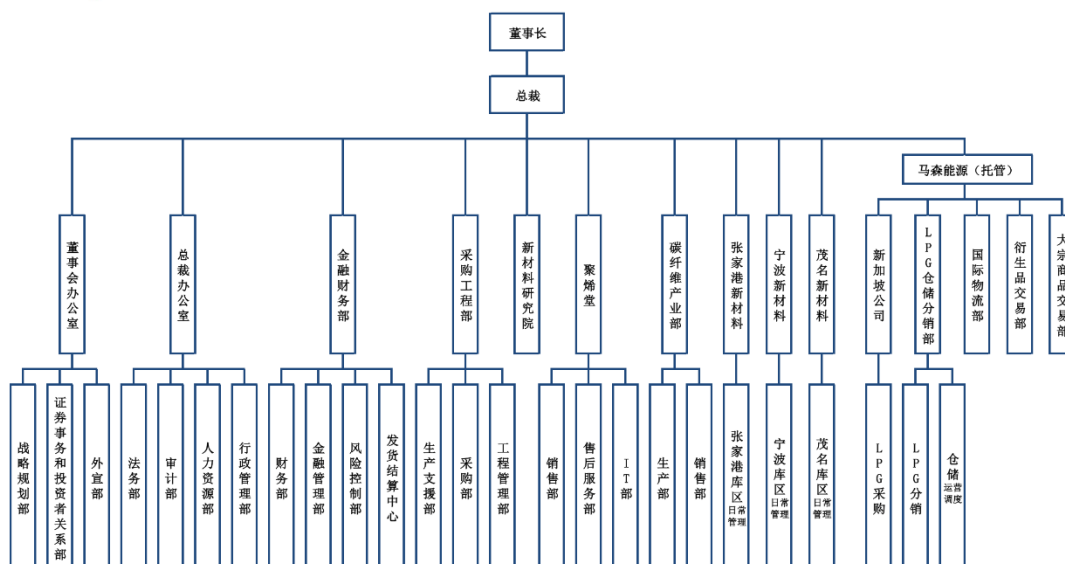 董事长
总裁
马森能源（托管）
董事会办公室
总裁办公室
金融财务部
采购工程部
新材料研究院
聚烯堂
碳纤维产业部
张家港新材料
宁波新材料
茂名新材料
新加坡公司
LPG仓储分销部
国际物流部
衍生品交易部
大宗商品交易部
战略规划部
证券事务和投资者关系部
外宣部
法务部
审计部
人力资源部
行政管理部
财务部
金融管理部
风险控制部
发货结算中心
生产支援部
采购部
工程管理部
销售部
售后服务部
IT部
生产部
销售部
张家港库区日常管理
宁波库区日常管理
茂名库区日常管理
LPG采购
LPG分销
仓储运营调度